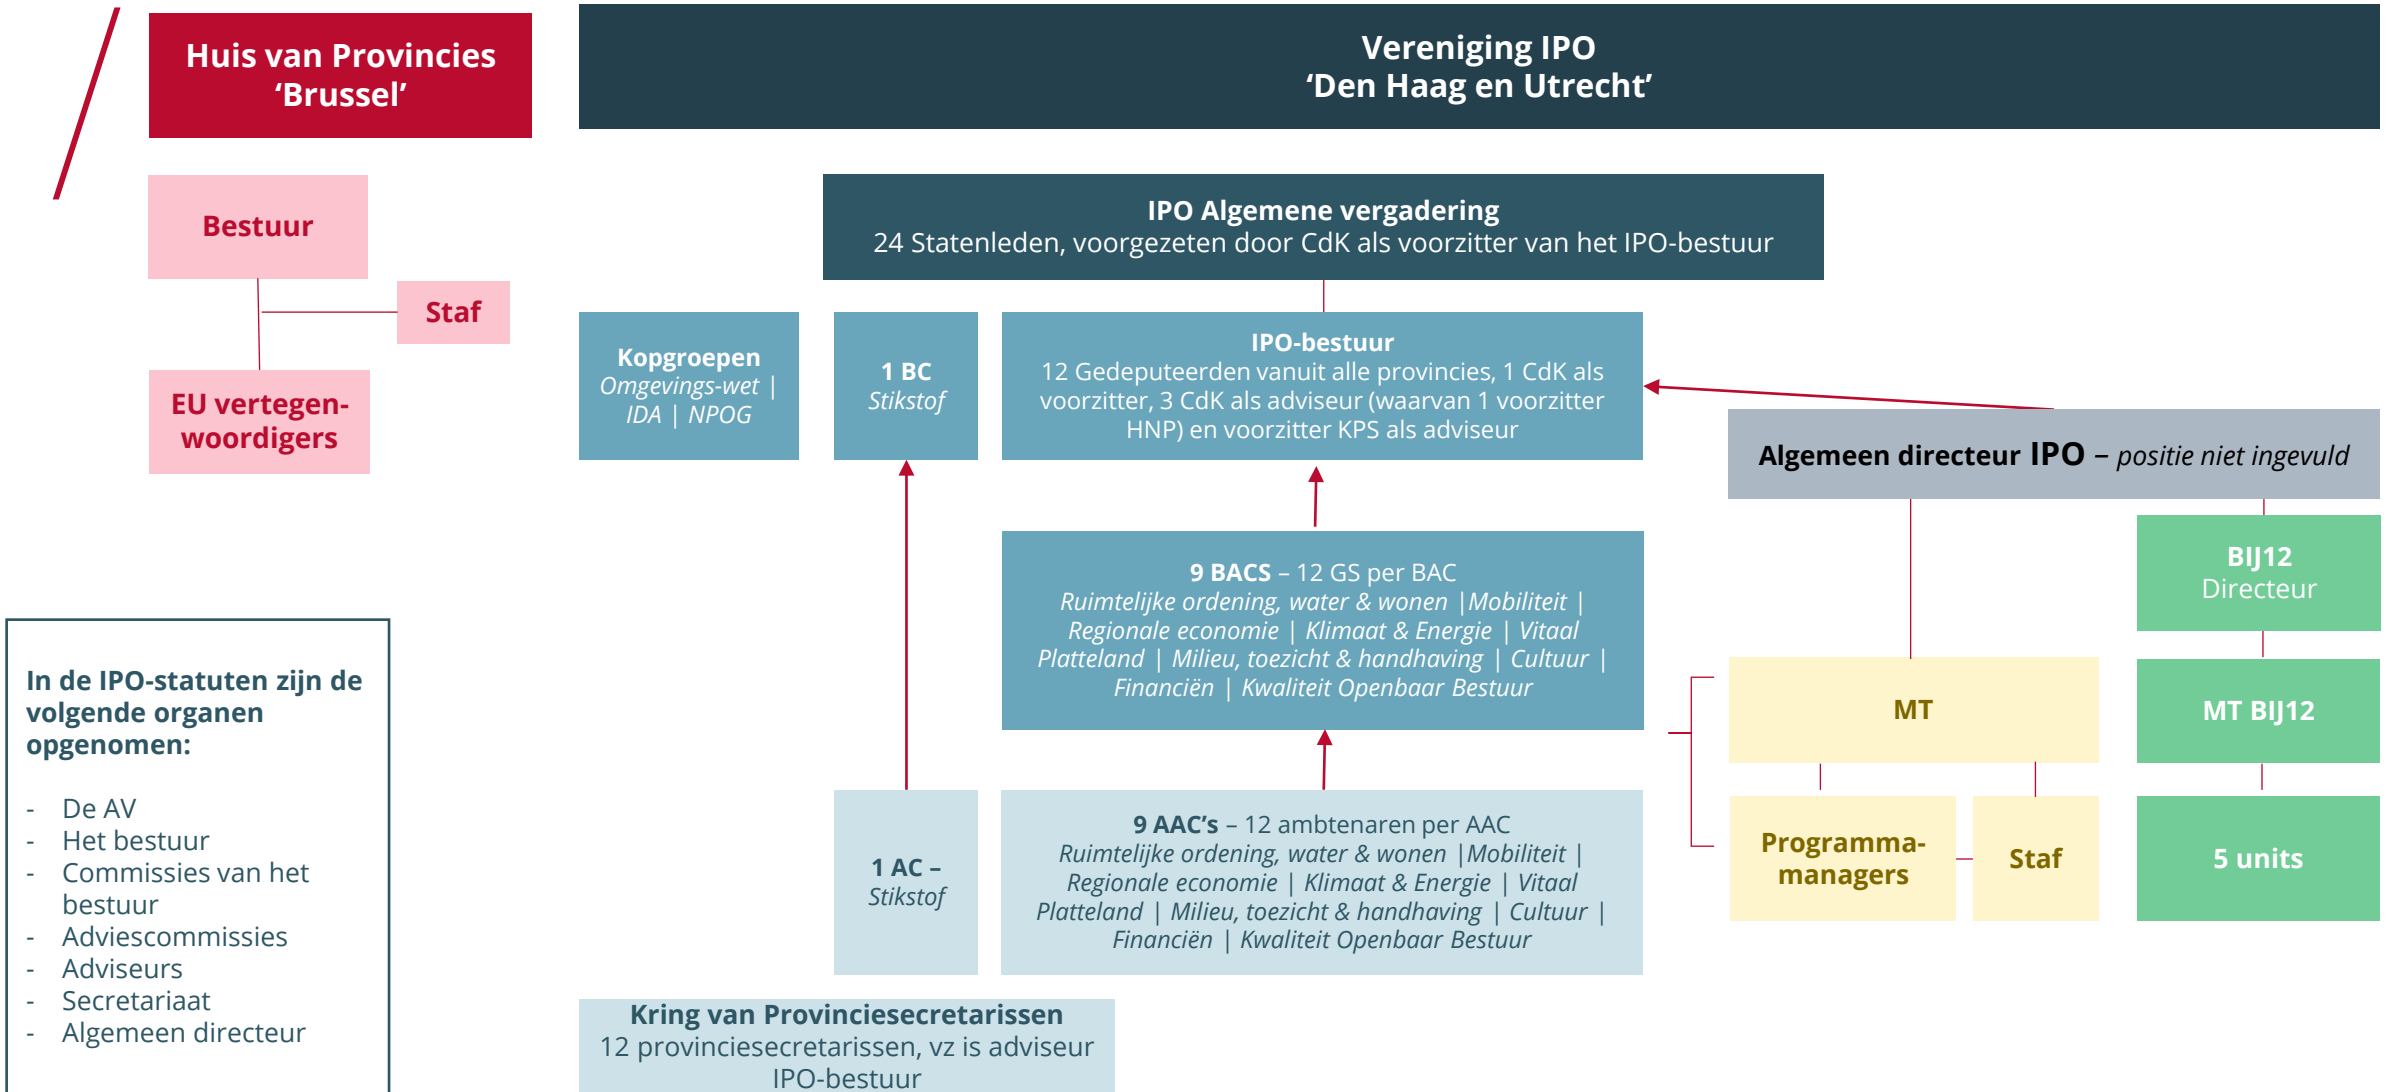 Huis van Provincies
‘Brussel’
Vereniging IPO
‘Den Haag en Utrecht’
Bestuur
Staf
EU vertegen-
woordigers
IPO Algemene vergadering
24 Statenleden, voorgezeten door CdK als voorzitter van het IPO-bestuur
Kopgroepen
Omgevings-wet |
IDA | NPOG
1 BC
Stikstof
IPO-bestuur
12 Gedeputeerden vanuit alle provincies, 1 CdK als
voorzitter, 3 CdK als adviseur (waarvan 1 voorzitter
HNP) en voorzitter KPS als adviseur
Algemeen directeur IPO – positie niet ingevuld
9 BACS – 12 GS per BAC
Ruimtelijke ordening, water & wonen |Mobiliteit |
Regionale economie | Klimaat & Energie | Vitaal
Platteland | Milieu, toezicht & handhaving | Cultuur |
Financiën | Kwaliteit Openbaar Bestuur
BIJ12
Directeur
MT
MT BIJ12
In de IPO-statuten zijn de
volgende organen
opgenomen:
- De AV
- Het bestuur
- Commissies van het
bestuur
- Adviescommissies
- Adviseurs
- Secretariaat
- Algemeen directeur
1 AC –
Stikstof
9 AAC’s – 12 ambtenaren per AAC
Ruimtelijke ordening, water & wonen |Mobiliteit |
Regionale economie | Klimaat & Energie | Vitaal
Platteland | Milieu, toezicht & handhaving | Cultuur |
Financiën | Kwaliteit Openbaar Bestuur
Programma-
managers
Staf
5 units
Kring van Provinciesecretarissen
12 provinciesecretarissen, vz is adviseur
IPO-bestuur